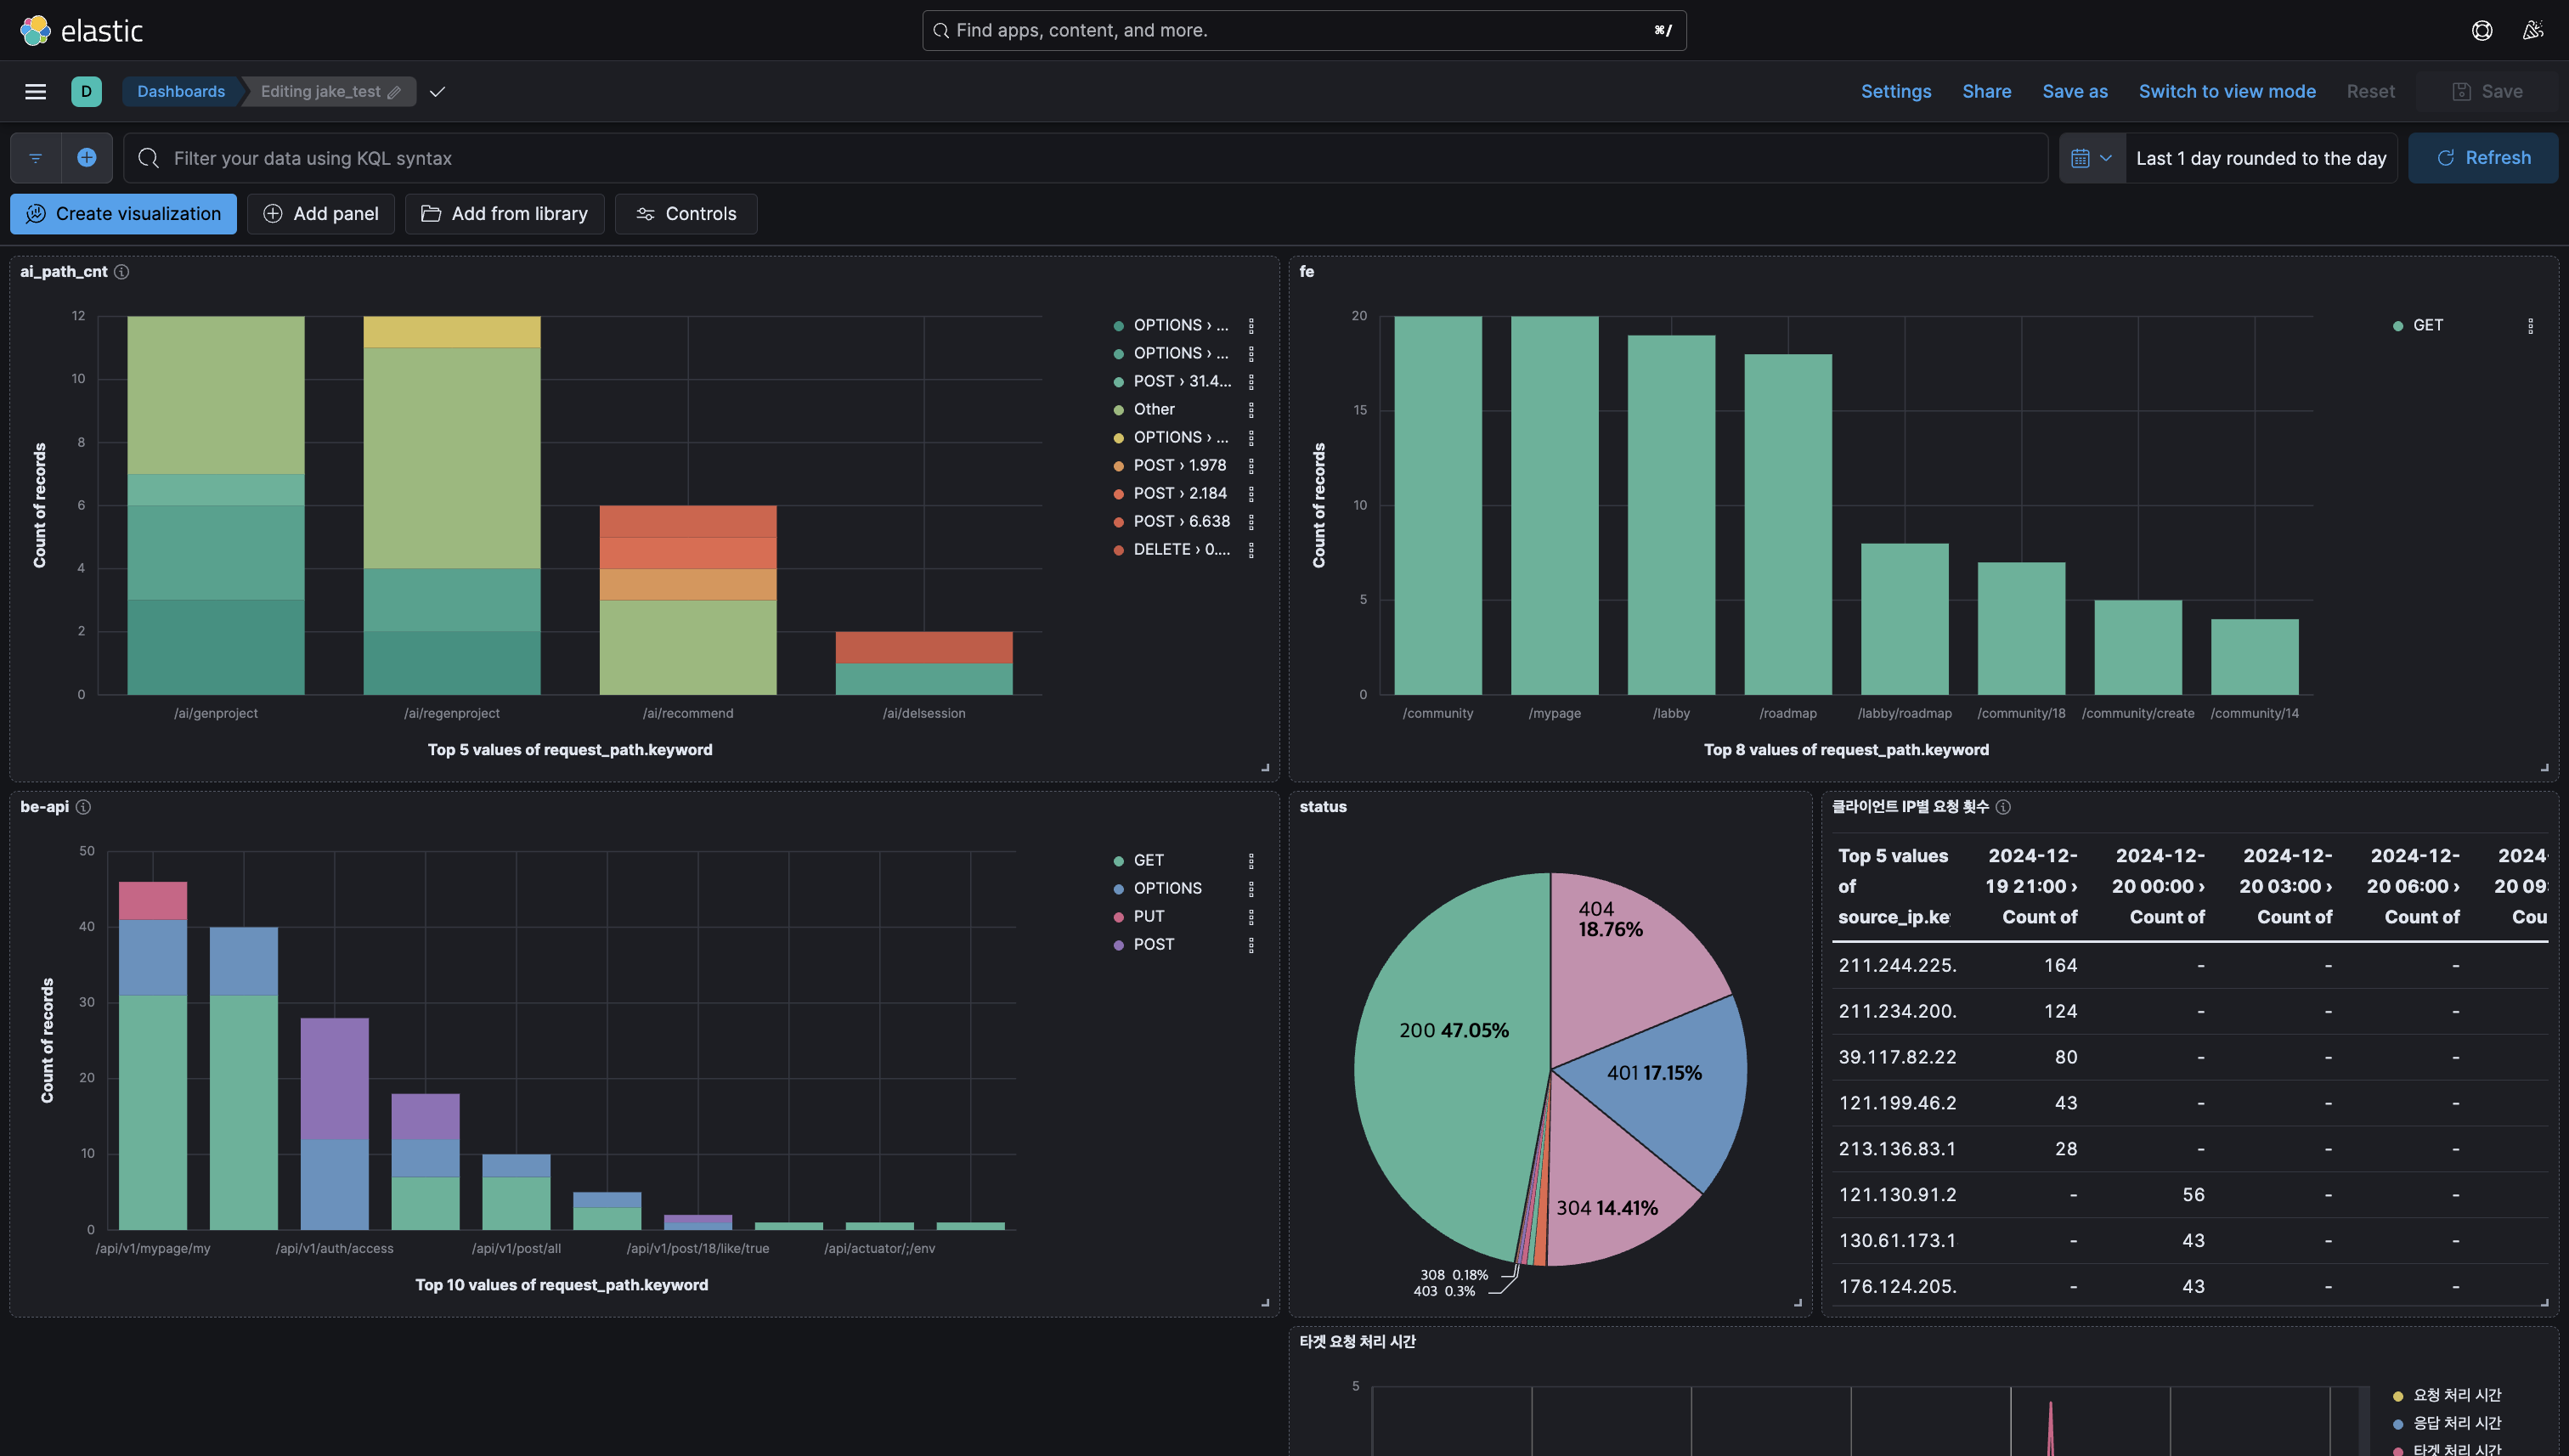 elastic
Find apps, content, and more.
⌘/
D
Dashboards
Editing jake_test
Settings
Share
Save as
Switch to view mode
Reset
Save
Filter your data using KQL syntax
Last 1 day rounded to the day
Refresh
Create visualization
Add panel
Add from library
Controls
ai_path_cnt
12
10
8
6
4
2
0
Count of records
/ai/genproject
/ai/regenproject
/ai/recommend
/ai/delsession
Top 5 values of request_path.keyword
OPTIONS › ...
OPTIONS › ...
POST › 31.4...
Other
OPTIONS › ...
POST › 1.978
POST › 2.184
POST › 6.638
DELETE › 0....
fe
20
15
10
5
0
Count of records
/community
/mypage
/labby
/roadmap
/labby/roadmap
/community/18
/community/create
/community/14
Top 8 values of request_path.keyword
GET
be-api
50
40
30
20
10
0
Count of records
/api/v1/mypage/my
/api/v1/auth/access
/api/v1/post/all
/api/v1/post/18/like/true
/api/actuator/;/env
Top 10 values of request_path.keyword
GET
OPTIONS
PUT
POST
status
404
18.76%
200 47.05%
401 17.15%
304 14.41%
308 0.18%
403 0.3%
클라이언트 IP별 요청 횟수
Top 5 values 2024-12- 2024-12- 2024-12- 2024-12- 2024-
of 19 21:00 › 20 00:00 › 20 03:00 › 20 06:00 › 20 09:
source_ip.ke Count of Count of Count of Count of Cou
211.244.225. 164 - - -
211.234.200. 124 - - -
39.117.82.22 80 - - -
121.199.46.2 43 - - -
213.136.83.1 28 - - -
121.130.91.2 - 56 - -
130.61.173.1 - 43 - -
176.124.205. - 43 - -
타겟 요청 처리 시간
5
요청 처리 시간
응답 처리 시간
타겟 처리 시간